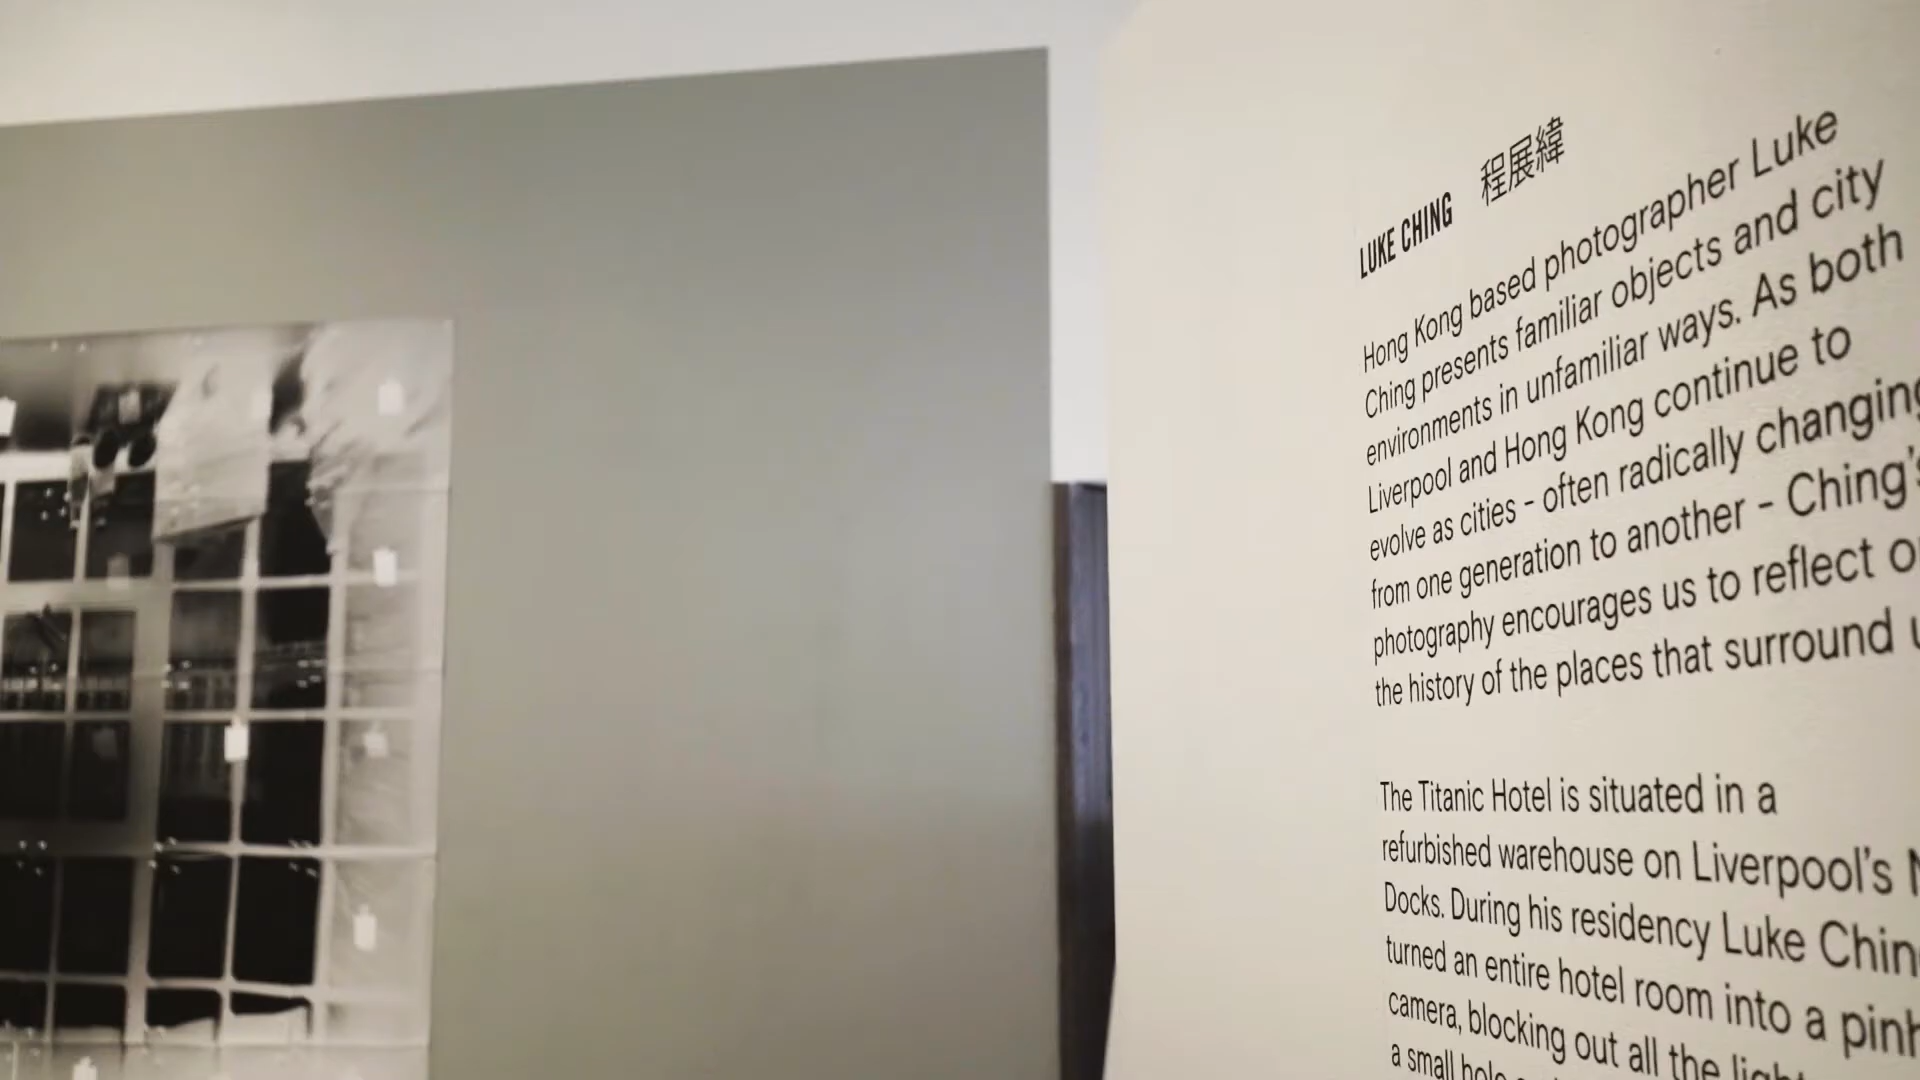 LUKE CHING 程展緯
Hong Kong based photographer Luke
Ching presents familiar objects and city
environments in unfamiliar ways. As both
Liverpool and Hong Kong continue to
evolve as cities - often radically changing
from one generation to another - Ching's
photography encourages us to reflect
the history of the places that surround
The Titanic Hotel is situated in a
refurbished warehouse on Liverpool's
Docks. During his residency Luke
turned an entire hotel room into a
camera, blocking out all the
a small